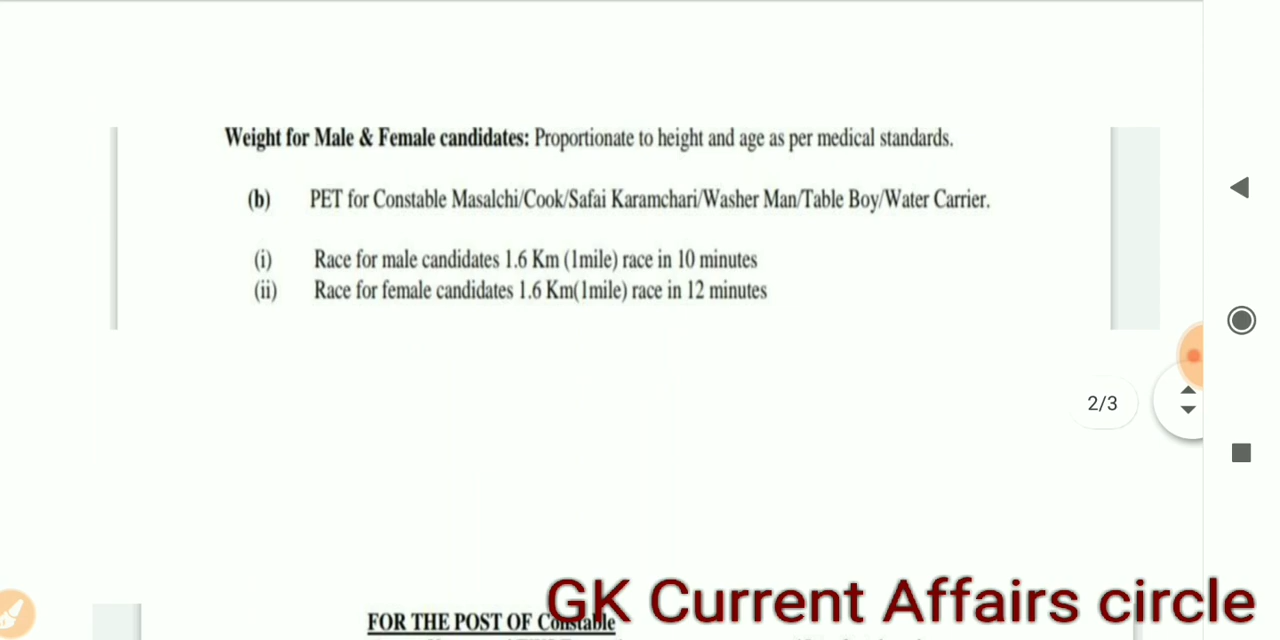 Weight for Male & Female candidates: Proportionate to height and age as per medical standards.
(b) PET for Constable Masalchi/Cook/Safai Karamchari/Washer Man/Table Boy/Water Carrier.
(i) Race for male candidates 1.6 Km (1mile) race in 10 minutes
(ii) Race for female candidates 1.6 Km(1mile) race in 12 minutes
2/3
GK Current Affairs circle
FOR THE POST OF Constable